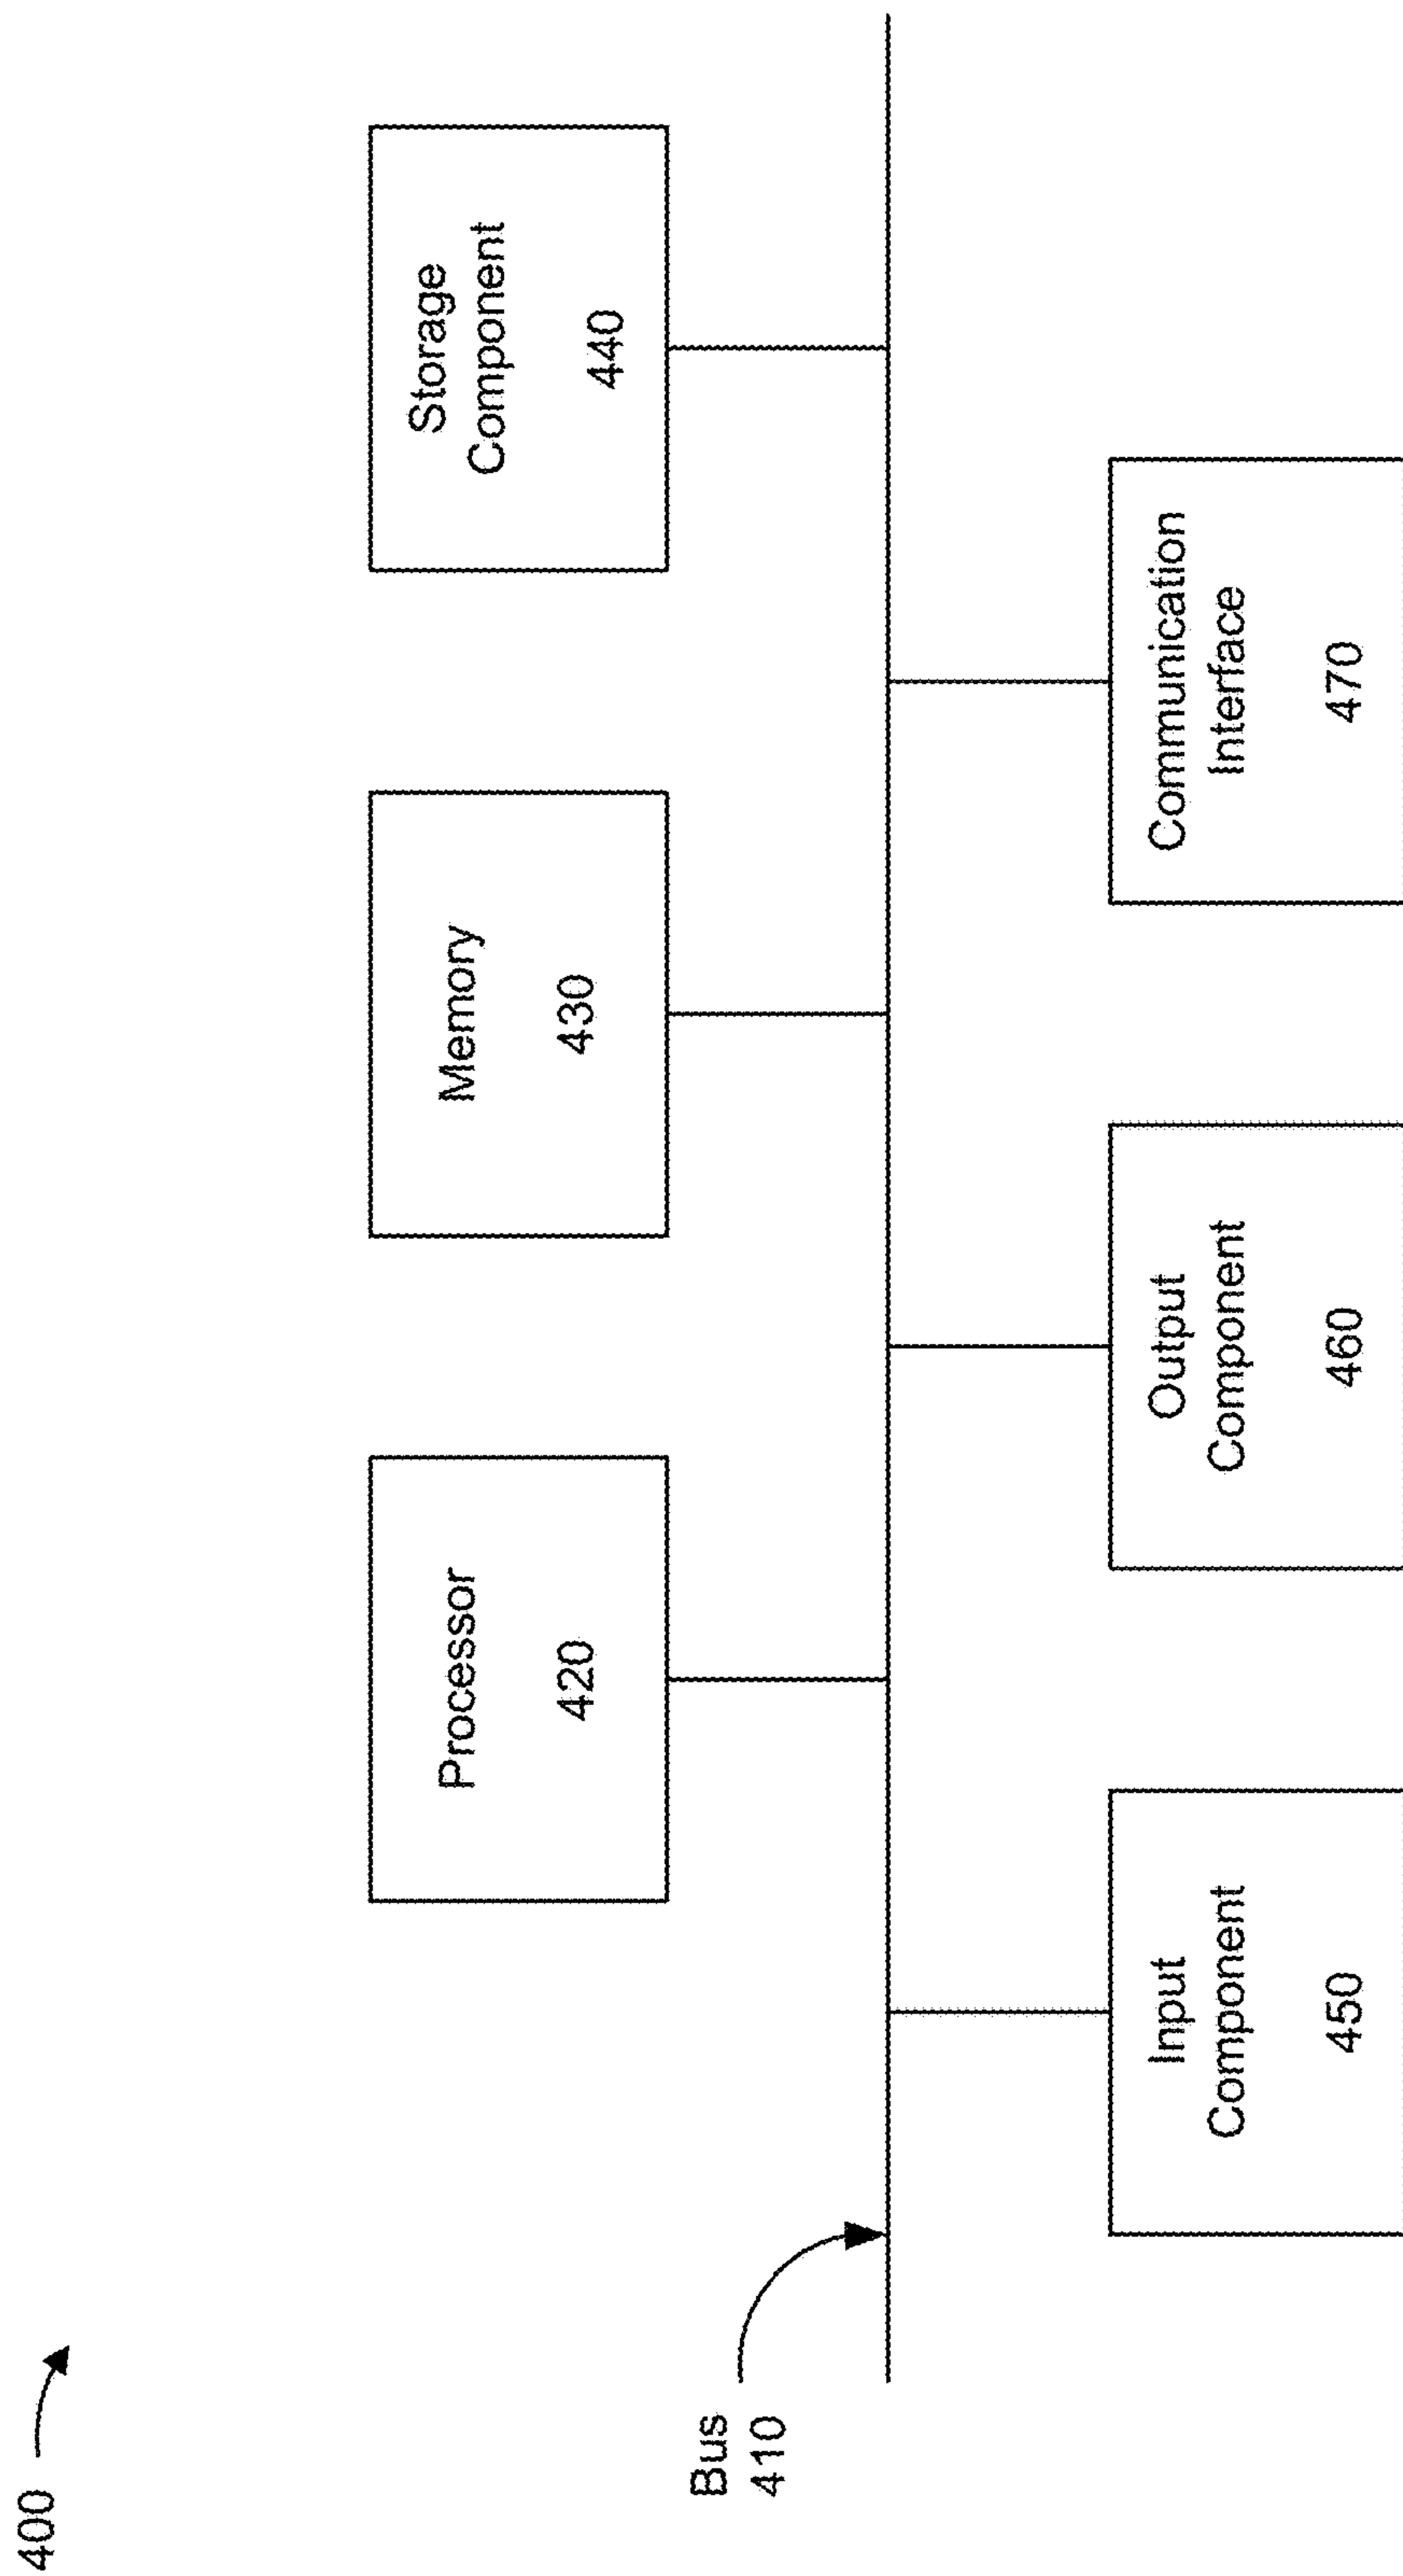 400
Bus
410
Processor
420
Memory
430
Storage
Component
440
Input
Component
450
Output
Component
460
Communication
Interface
470